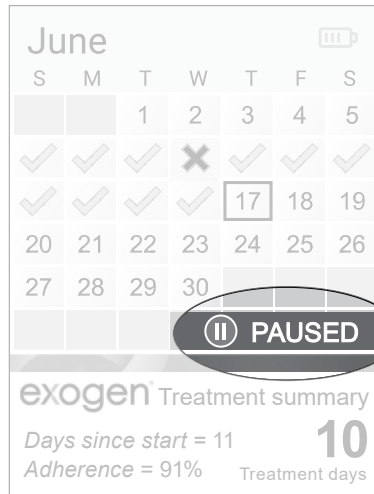 June
S M T W T F S
1 2 3 4 5
17 18 19
20 21 22 23 24 25 26
27 28 29 30
PAUSED
exogen Treatment summary
Days since start = 11
10
Adherence = 91%
Treatment days